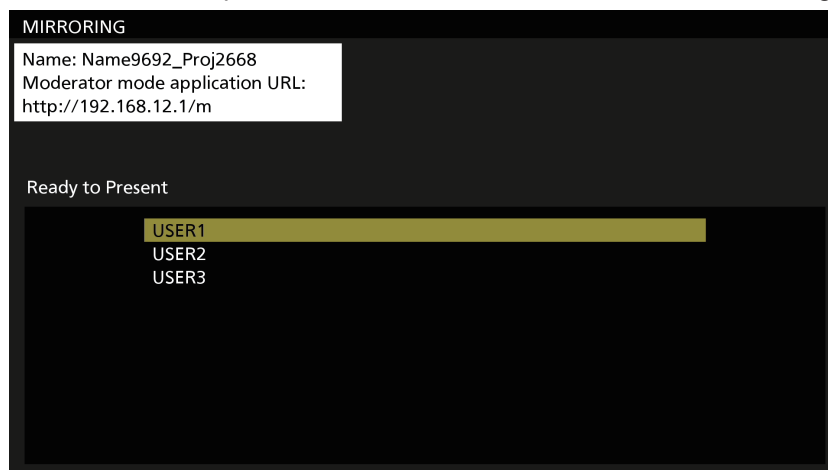 MIRRORING
Name: Name9692_Proj2668
Moderator mode application URL:
http://192.168.12.1/m
Ready to Present
USER1
USER2
USER3